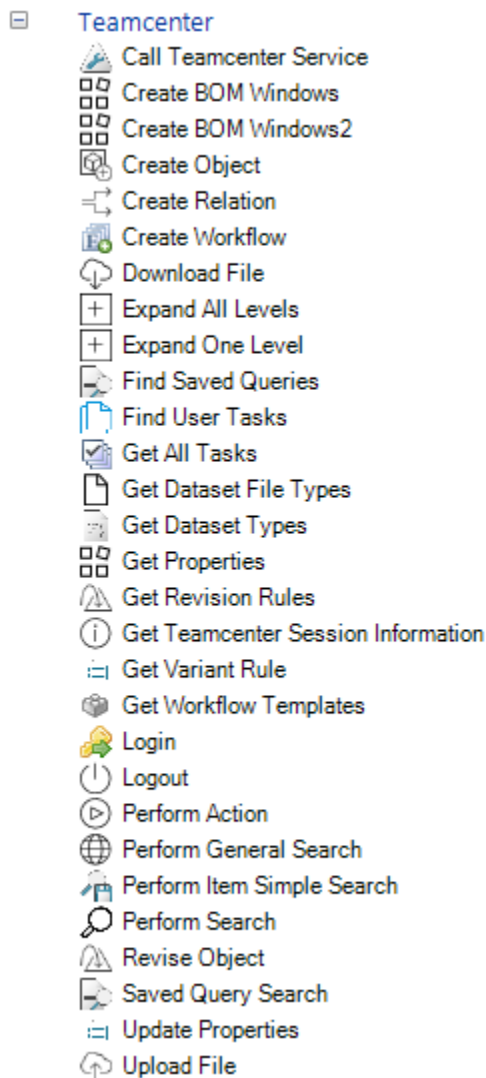 Teamcenter
Call Teamcenter Service
Create BOM Windows
Create BOM Windows2
Create Object
Create Relation
Create Workflow
Download File
Expand All Levels
Expand One Level
Find Saved Queries
Find User Tasks
Get All Tasks
Get Dataset File Types
Get Dataset Types
Get Properties
Get Revision Rules
Get Teamcenter Session Information
Get Variant Rule
Get Workflow Templates
Login
Logout
Perform Action
Perform General Search
Perform Item Simple Search
Perform Search
Revise Object
Saved Query Search
Update Properties
Upload File